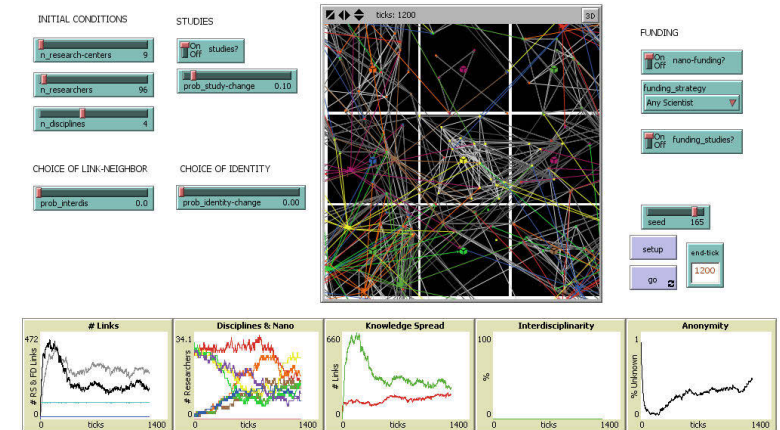 INITIAL CONDITIONS
n_research-centers 9
n_researchers 96
n_disciplines 4
STUDIES
On
Off studies?
prob_study-change 0.10
CHOICE OF LINK-NEIGHBOR
prob_interdis 0.0
CHOICE OF IDENTITY
prob_identity-change 0.00
ticks: 1200
3D
FUNDING
On
Off nano-funding?
funding_strategy
Any Scientist
On
Off funding_studies?
seed 165
setup
go
end-tick
1200
# Links
472
# RS & FD Links
0
0 ticks 1400
Disciplines & Nano
34.1
# Researchers
0
0 ticks 1400
Knowledge Spread
660
# Links
0
0 ticks 1400
Interdisciplinarity
100
%
0
0 ticks 1400
Anonymity
1
% Unknown
0
0 ticks 1400